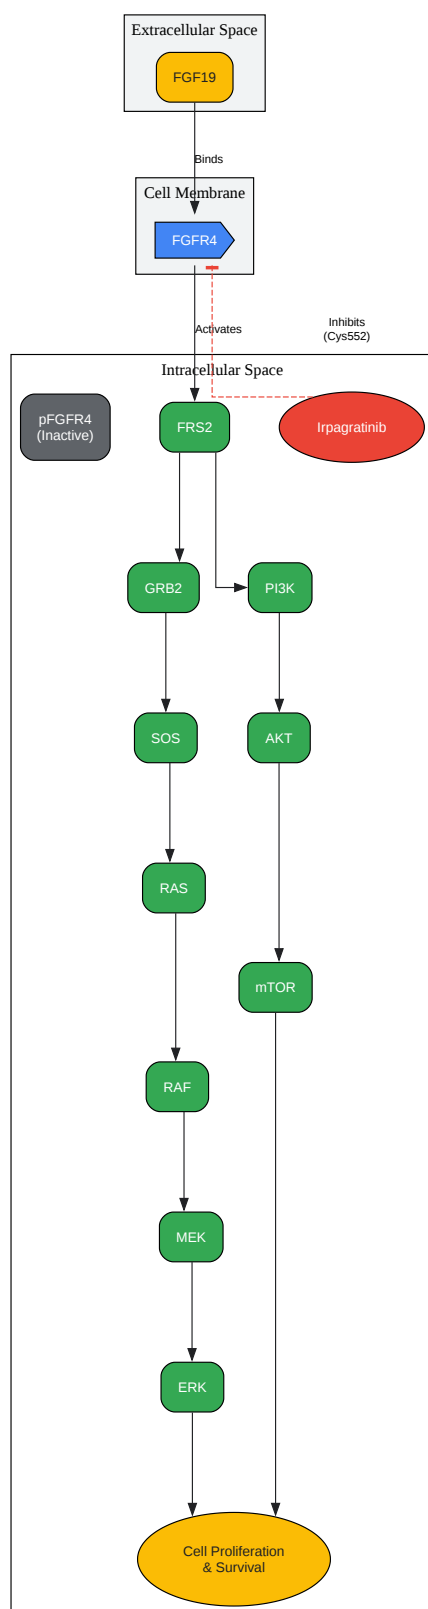 Extracellular Space
FGF19
Binds
Cell Membrane
FGFR4
Activates
Inhibits
(Cys552)
Intracellular Space
pFGFR4
(Inactive)
FRS2
Irpagratinib
GRB2
PI3K
SOS
AKT
RAS
mTOR
RAF
MEK
ERK
Cell Proliferation
& Survival